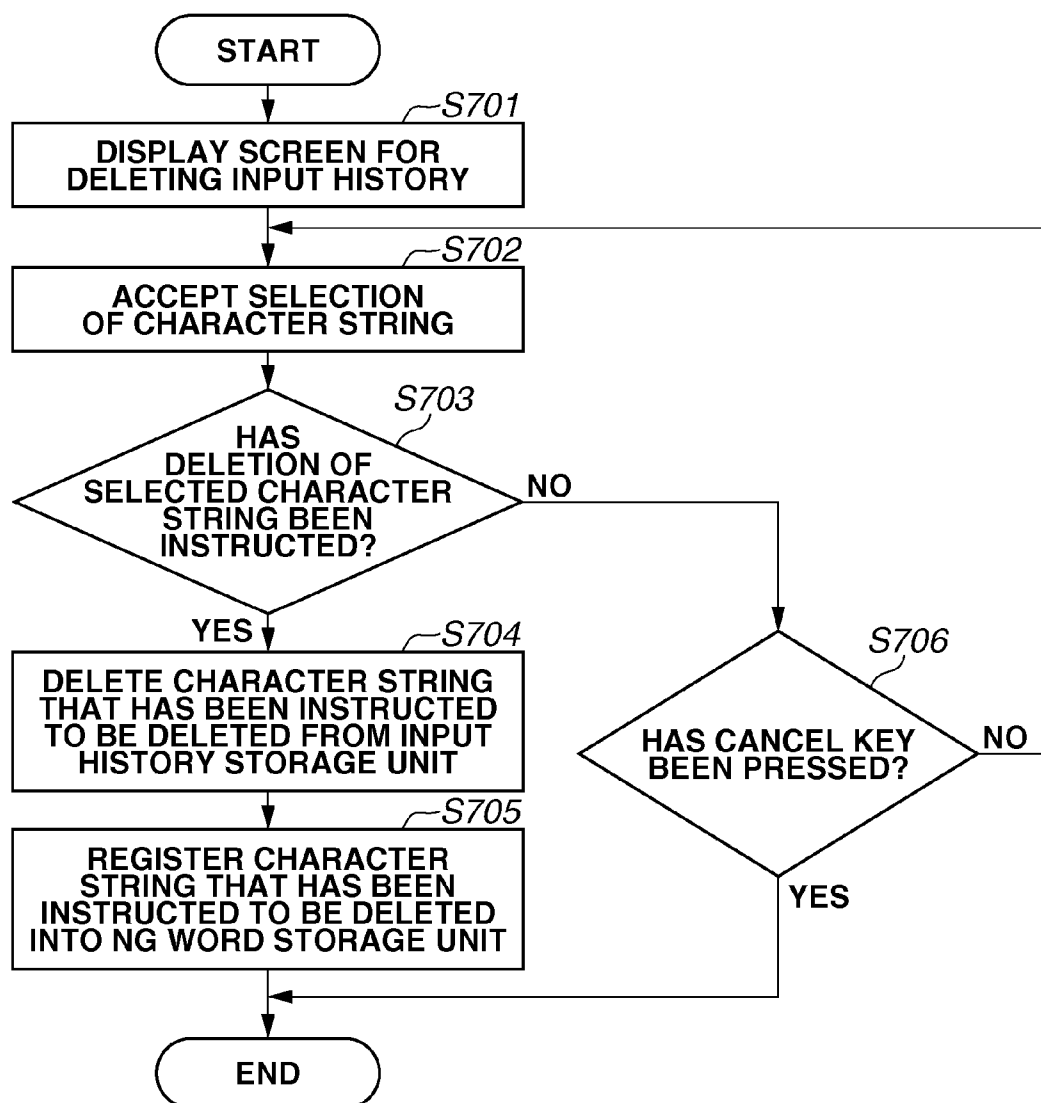 START
S701
DISPLAY SCREEN FOR
DELETING INPUT HISTORY
S702
ACCEPT SELECTION
OF CHARACTER STRING
S703
HAS
DELETION OF
SELECTED CHARACTER
STRING BEEN
INSTRUCTED?
NO
YES
S704
DELETE CHARACTER STRING
THAT HAS BEEN INSTRUCTED
TO BE DELETED FROM INPUT
HISTORY STORAGE UNIT
S705
REGISTER CHARACTER
STRING THAT HAS BEEN
INSTRUCTED TO BE DELETED
INTO NG WORD STORAGE UNIT
S706
HAS CANCEL KEY
BEEN PRESSED?
NO
YES
END